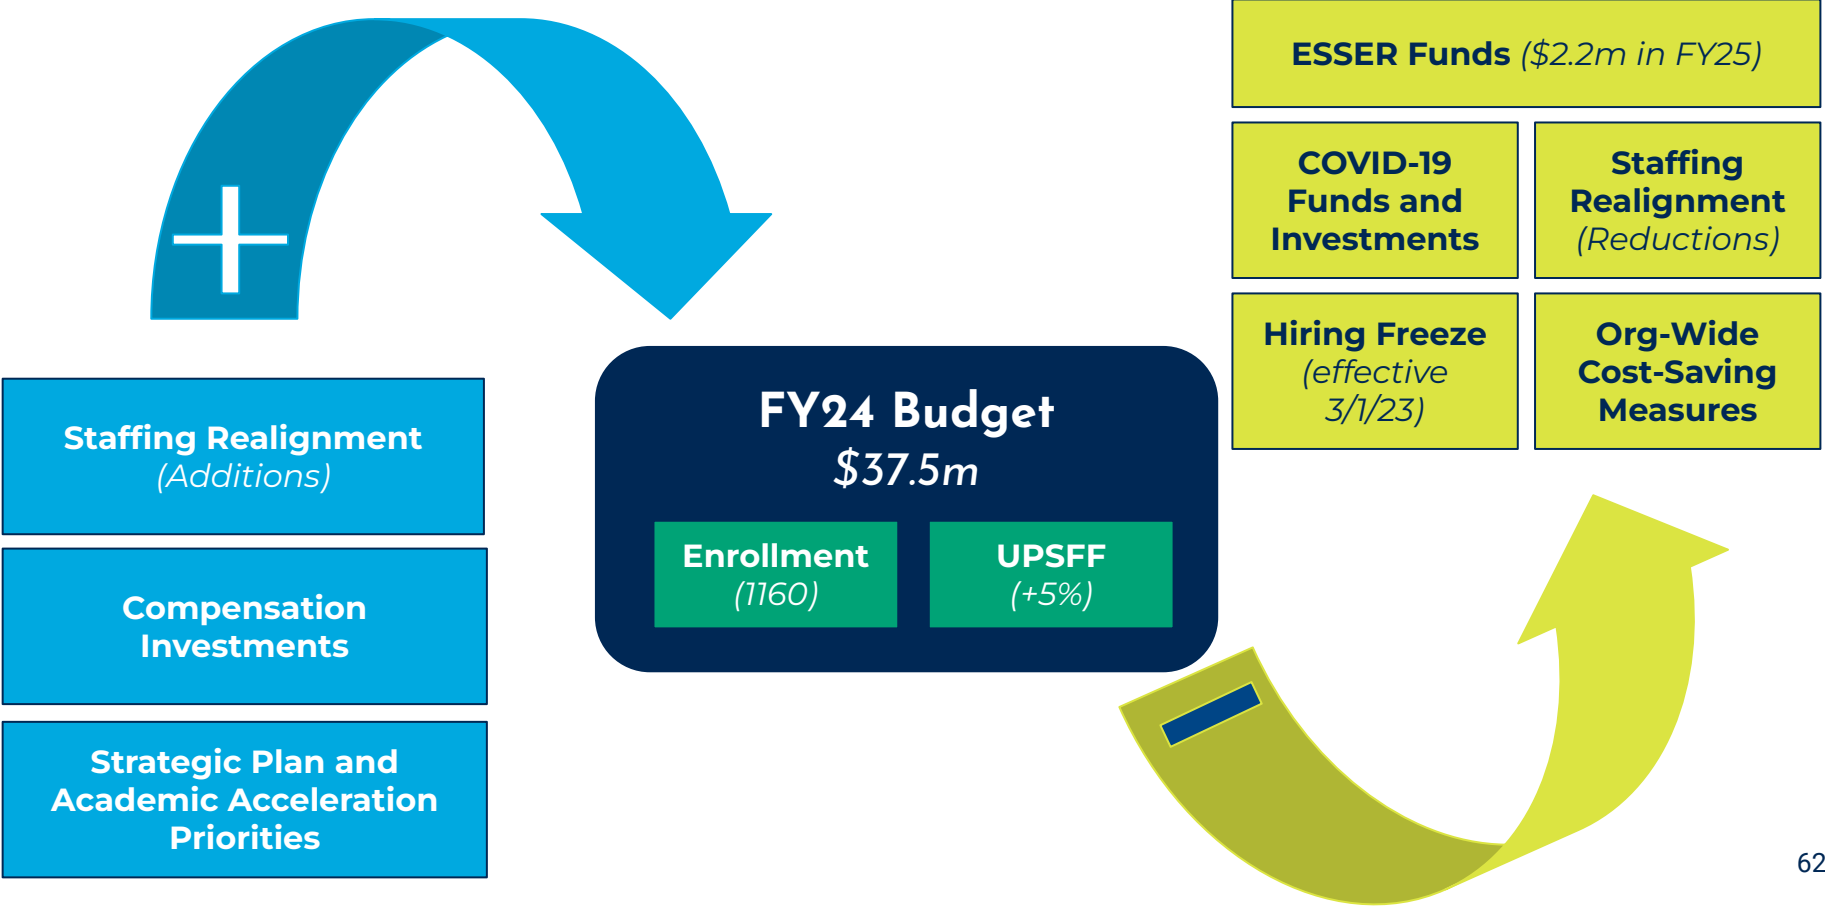 Staffing Realignment
(Additions)
Compensation
Investments
Strategic Plan and
Academic Acceleration
Priorities
FY24 Budget
$37.5m
Enrollment
(1160)
UPSFF
(+5%)
ESSER Funds ($2.2m in FY25)
COVID-19
Funds and
Investments
Staffing
Realignment
(Reductions)
Hiring Freeze
(effective
3/1/23)
Org-Wide
Cost-Saving
Measures
62